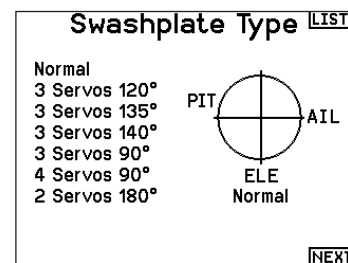 Swashplate Type LIST
Normal
3 Servos 120°
3 Servos 135°
3 Servos 140°
3 Servos 90°
4 Servos 90°
2 Servos 180°
PIT
AIL
ELE
Normal
NEXT